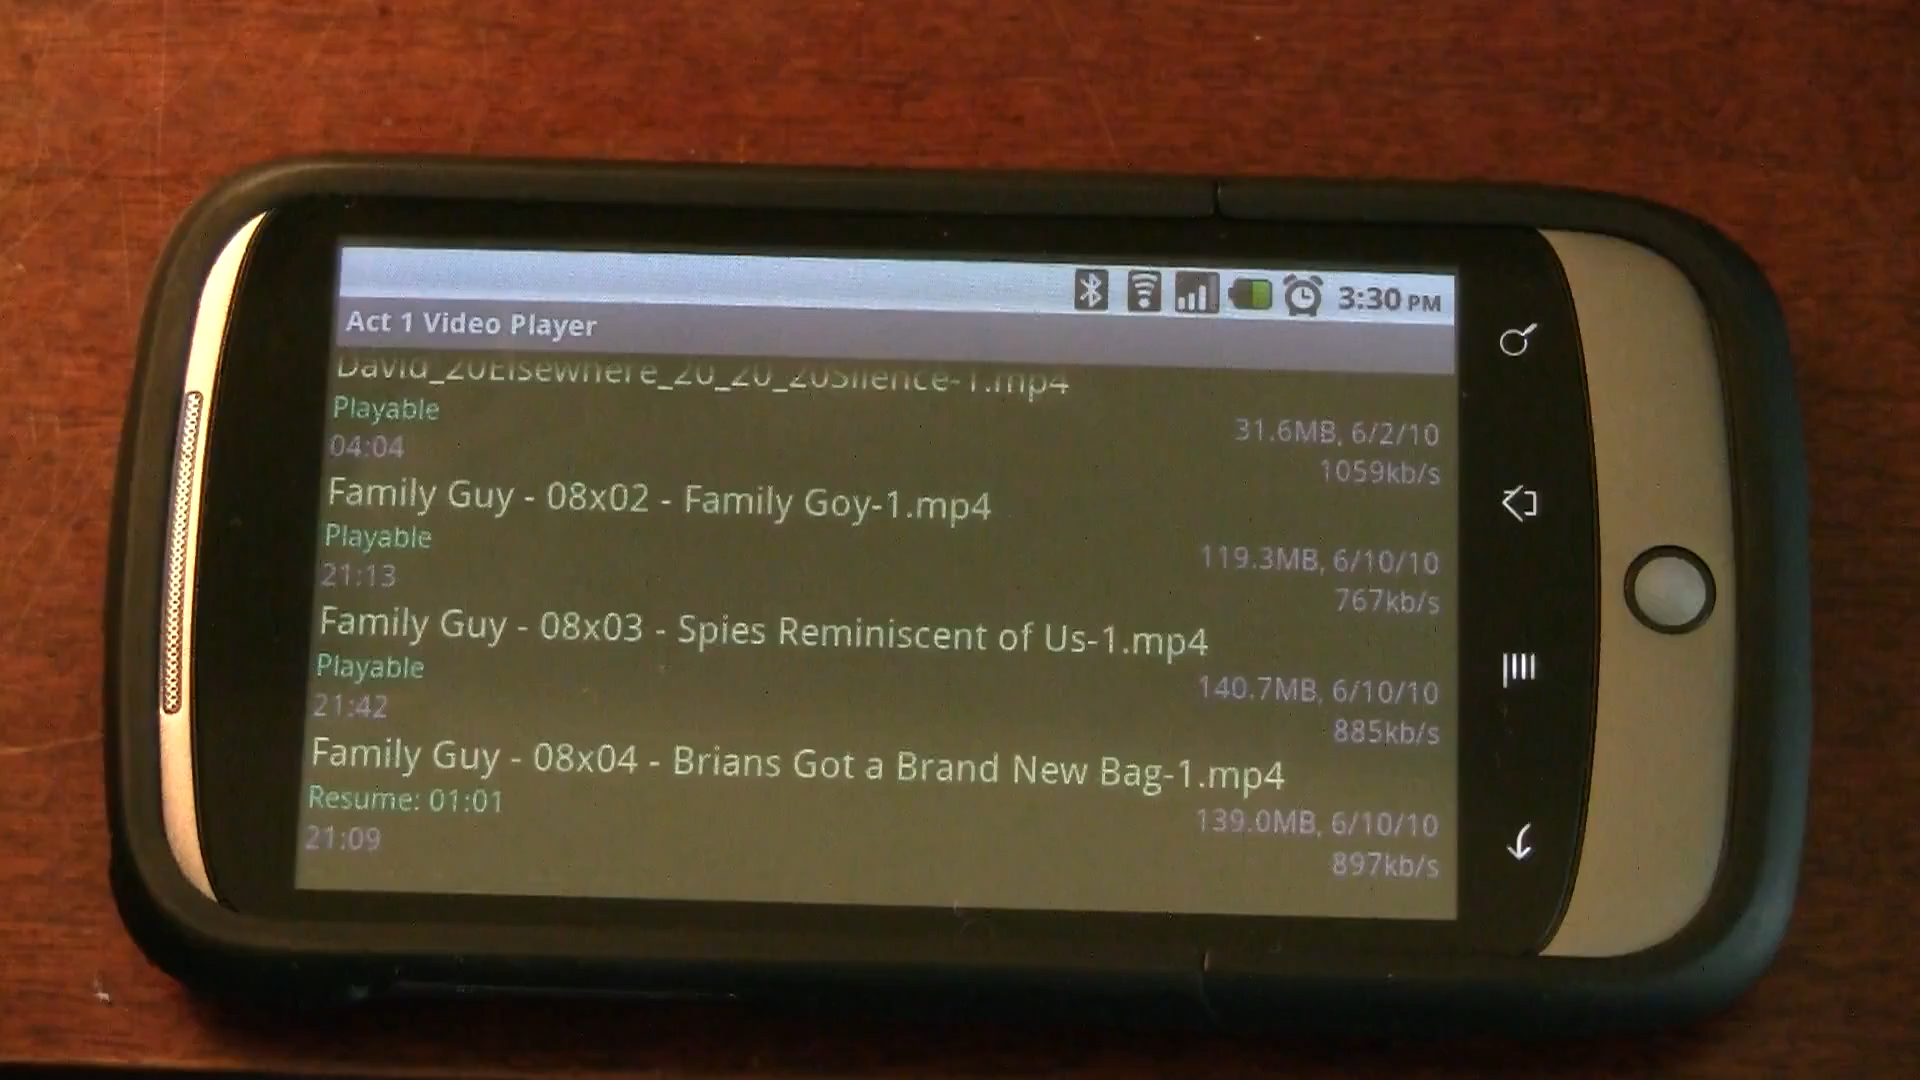 3:30 PM
Act 1 Video Player
David_20Elsewhere_20_20_20Silence-1.mp4
Playable
31.6MB, 6/2/10
04:04
1059kb/s
Family Guy - 08x02 - Family Goy-1.mp4
Playable
119.3MB, 6/10/10
21:13
767kb/s
Family Guy - 08x03 - Spies Reminiscent of Us-1.mp4
Playable
140.7MB, 6/10/10
21:42
885kb/s
Family Guy - 08x04 - Brians Got a Brand New Bag-1.mp4
Resume: 01:01
139.0MB, 6/10/10
21:09
897kb/s